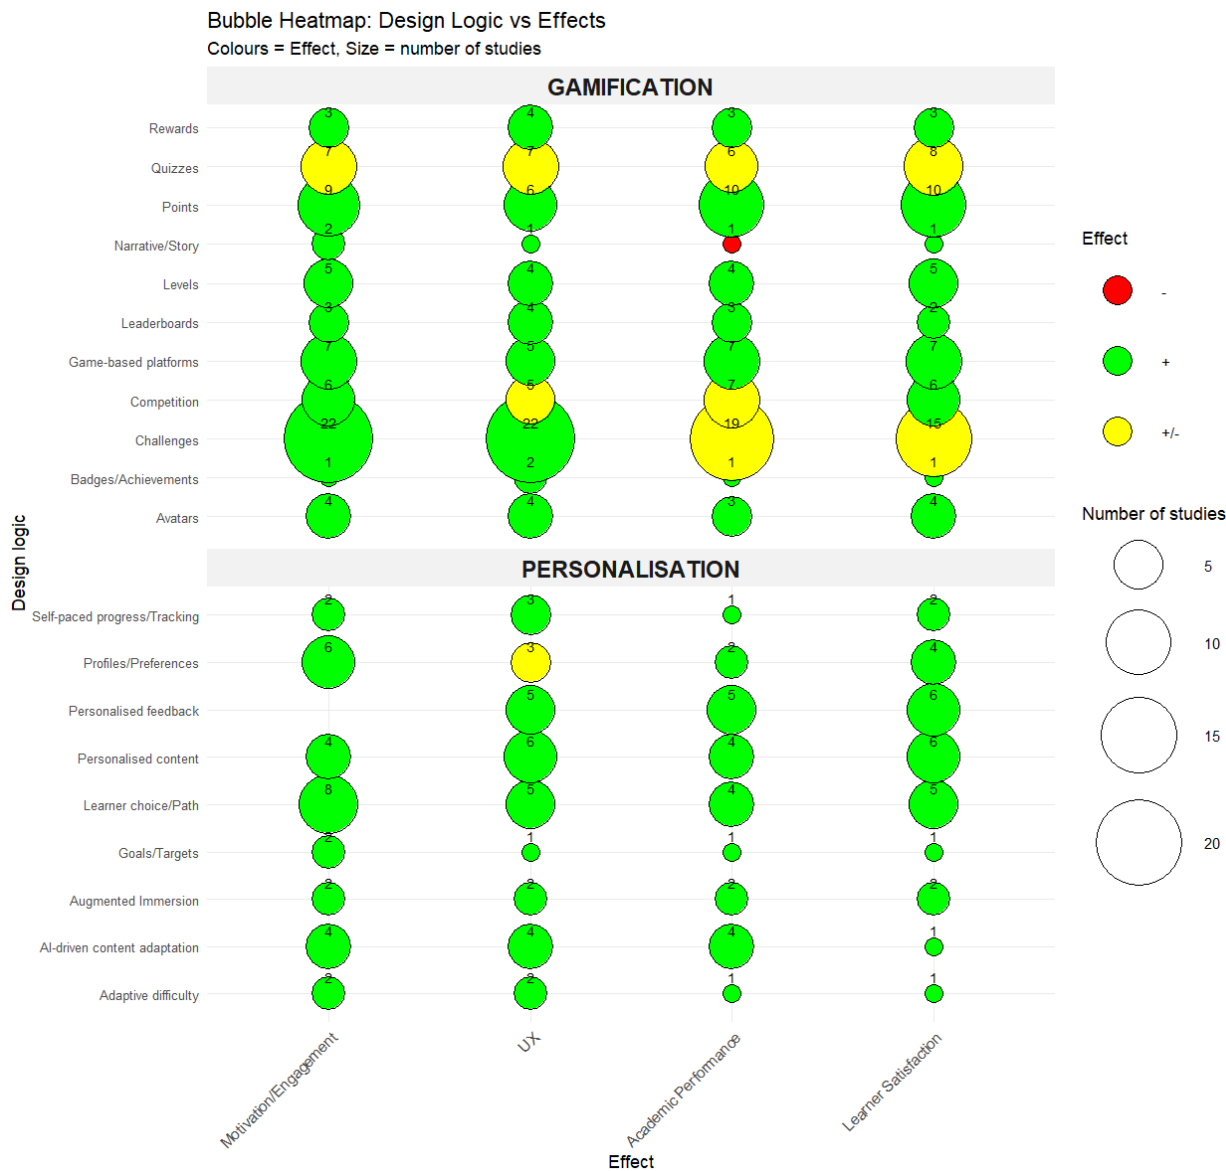 Bubble Heatmap: Design Logic vs Effects
Colours = Effect, Size = number of studies
GAMIFICATION
Rewards 3 4 3 3
Quizzes 7 7 6 8
Points 9 6 10 10
Narrative/Story 2 1 1 1
Levels 5 4 4 5
Leaderboards 3 4 3 2
Game-based platforms 7 5 7 7
Competition 6 5 7 6
Challenges 22 22 19 15
Badges/Achievements 1 2 1 1
Avatars 4 4 3 4
PERSONALISATION
Self-paced progress/Tracking 2 3 1 2
Profiles/Preferences 6 3 2 4
Personalised feedback 5 5 6
Personalised content 4 6 4 6
Learner choice/Path 8 5 4 5
Goals/Targets 2 1 1 1
Augmented Immersion 2 2 2 2
AI-driven content adaptation 4 4 4 1
Adaptive difficulty 2 2 1 1
Motivation/Engagement
UX
Academic Performance
Learner Satisfaction
Effect
Design logic
Effect
-
+
+/-
Number of studies
5
10
15
20